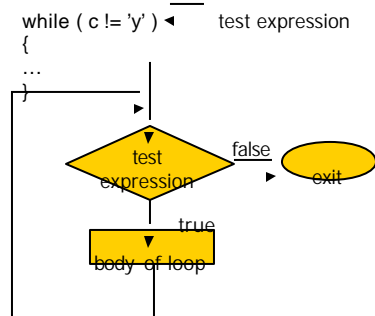 while ( c != 'y' ) test expression
{
…
}
test
expression
false
exit
true
body of loop